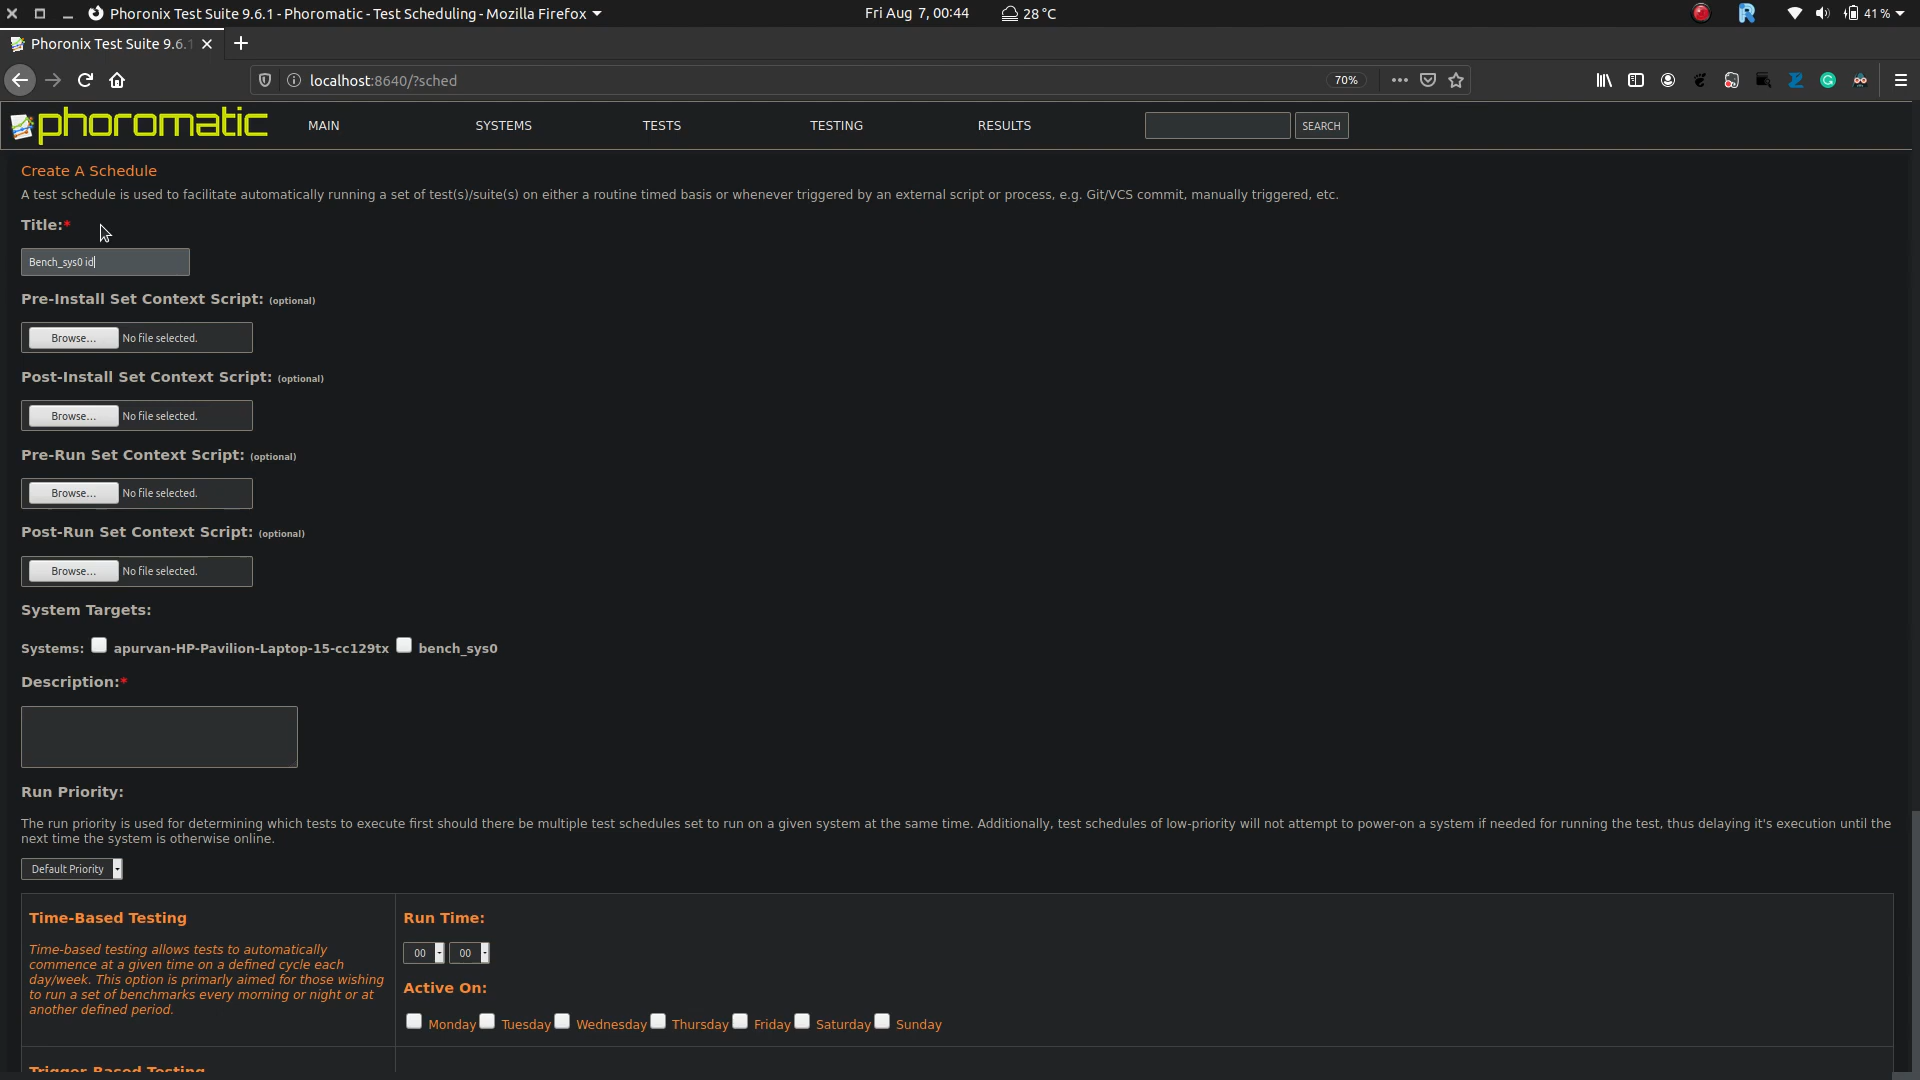 Phoronix Test Suite 9.6.1 - Phoromatic - Test Scheduling - Mozilla Firefox
Fri Aug 7, 00:44
28 °C
41 %
Phoronix Test Suite 9.6.1
localhost:8640/?sched
70%
phoromatic
MAIN
SYSTEMS
TESTS
TESTING
RESULTS
SEARCH
Create A Schedule
A test schedule is used to facilitate automatically running a set of test(s)/suite(s) on either a routine timed basis or whenever triggered by an external script or process, e.g. Git/VCS commit, manually triggered, etc.
Title:*
Bench_sys0 id
Pre-Install Set Context Script: (optional)
Browse... No file selected.
Post-Install Set Context Script: (optional)
Browse... No file selected.
Pre-Run Set Context Script: (optional)
Browse... No file selected.
Post-Run Set Context Script: (optional)
Browse... No file selected.
System Targets:
Systems: apurvan-HP-Pavilion-Laptop-15-cc129tx bench_sys0
Description:*
Run Priority:
The run priority is used for determining which tests to execute first should there be multiple test schedules set to run on a given system at the same time. Additionally, test schedules of low-priority will not attempt to power-on a system if needed for running the test, thus delaying it's execution until the
next time the system is otherwise online.
Default Priority
Time-Based Testing
Time-based testing allows tests to automatically
commence at a given time on a defined cycle each
day/week. This option is primarly aimed for those wishing
to run a set of benchmarks every morning or night or at
another defined period.
Run Time:
00 00
Active On:
Monday Tuesday Wednesday Thursday Friday Saturday Sunday
Trigger-Based Testing